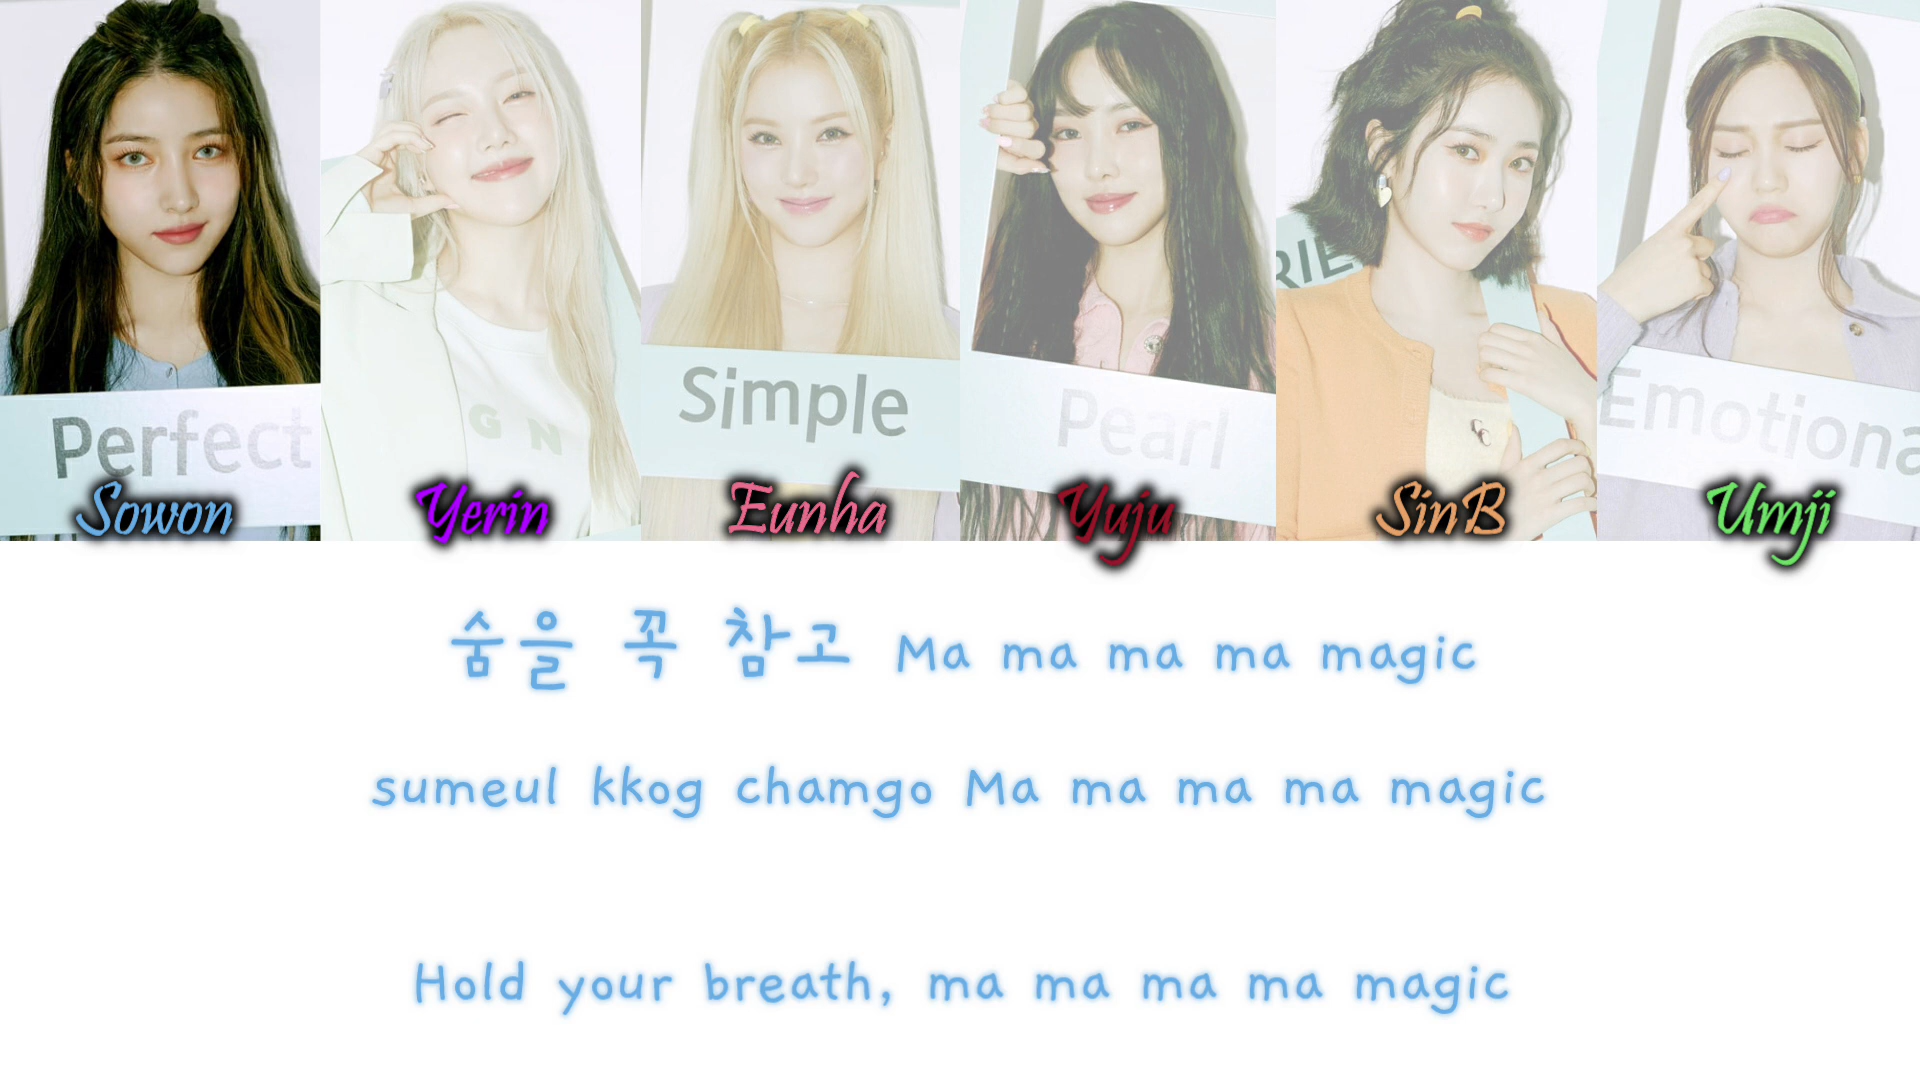 RIE
G N
Simple
Pearl
Perfect
Emotiona
Sowon
Yerin
Eunha
Yuju
SinB
Umji
숨을 꼭 참고 Ma ma ma ma magic
sumeul kkog chamgo Ma ma ma ma magic
Hold your breath, ma ma ma ma magic